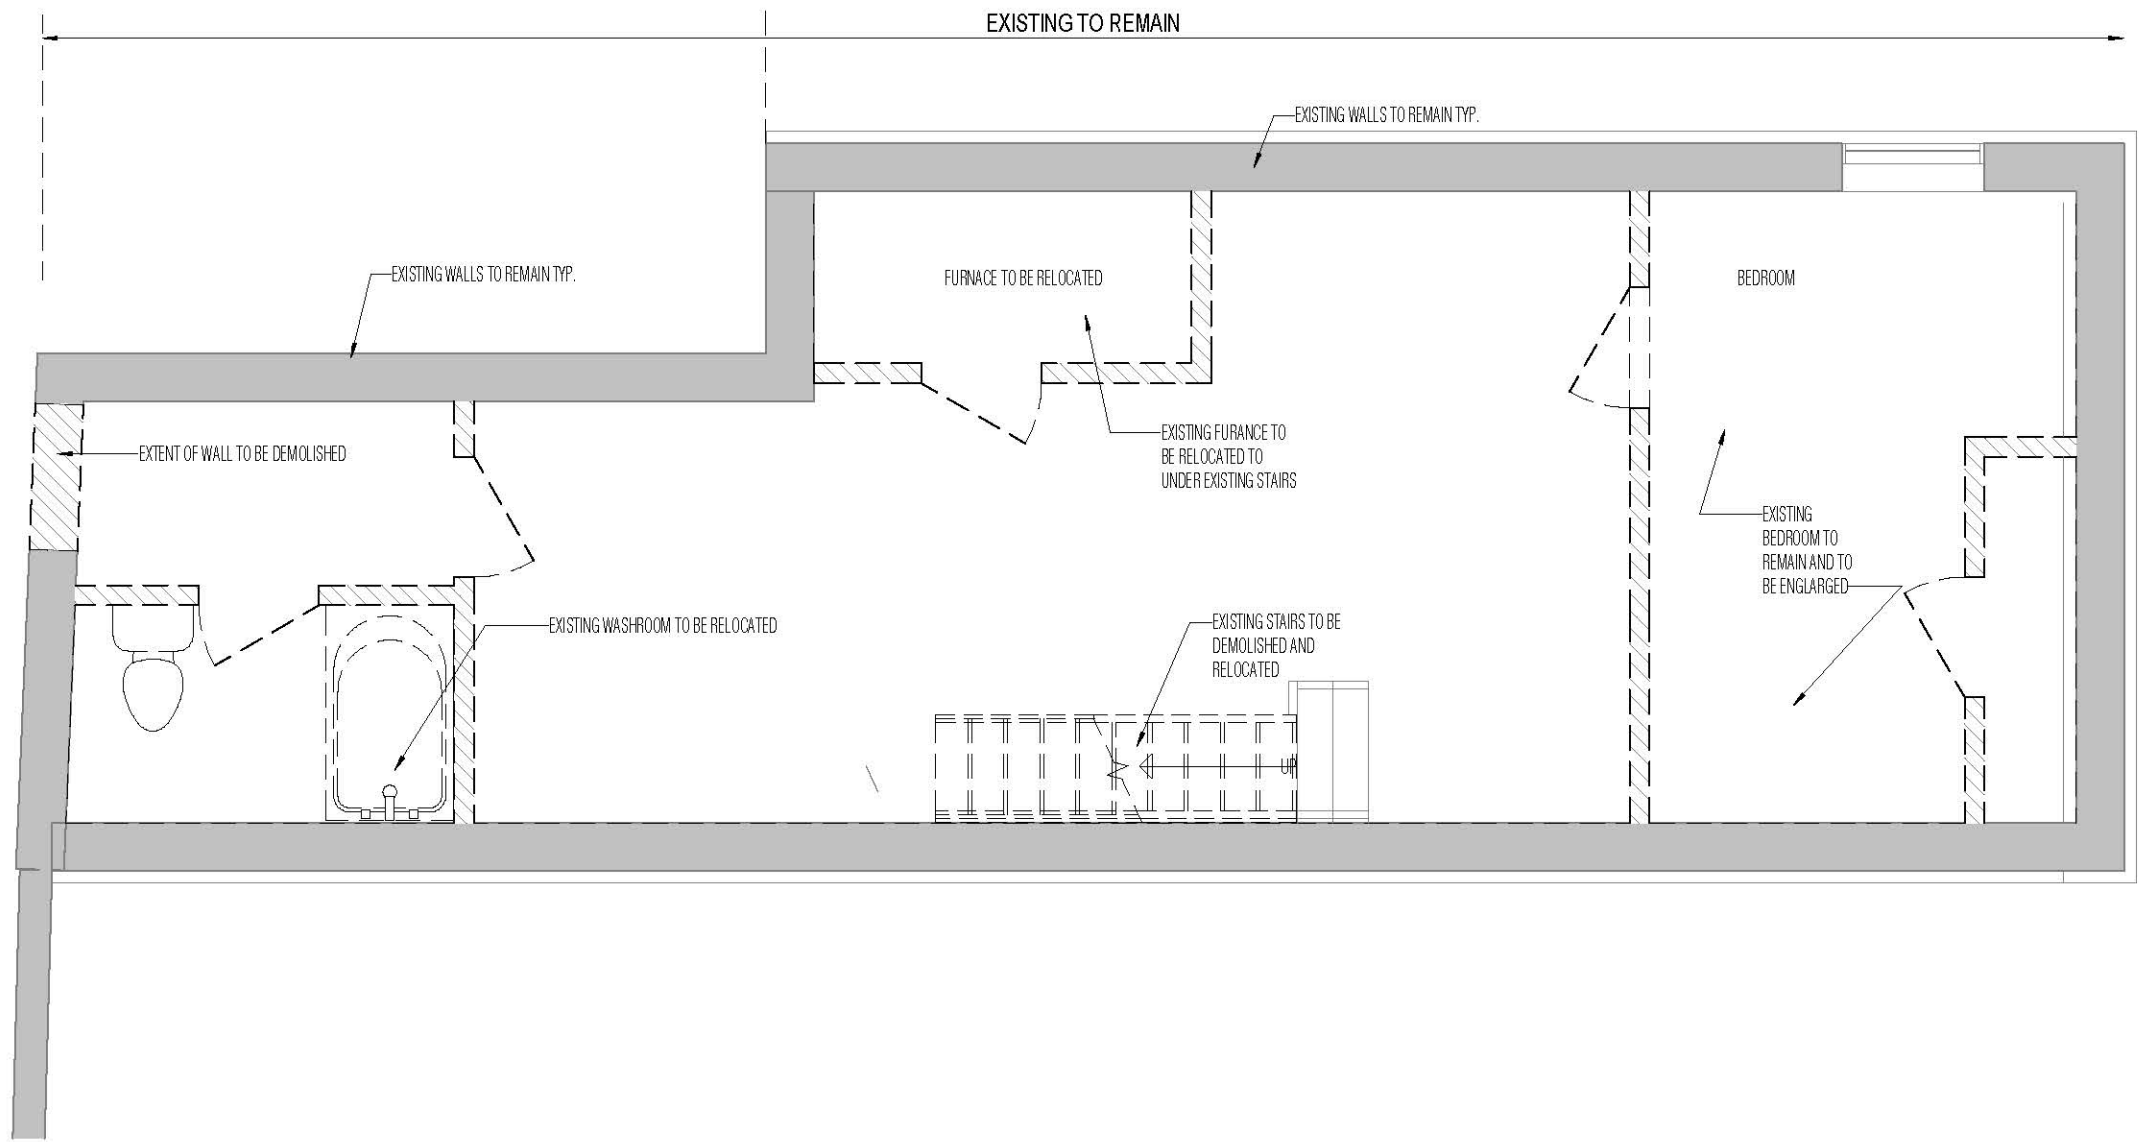 EXISTING TO REMAIN
EXISTING WALLS TO REMAIN TYP.
EXISTING WALLS TO REMAIN TYP.
FURNACE TO BE RELOCATED
BEDROOM
EXTENT OF WALL TO BE DEMOLISHED
EXISTING FURANCE TO
BE RELOCATED TO
UNDER EXISTING STAIRS
EXISTING
BEDROOM TO
REMAIN AND TO
BE ENGLARGED
EXISTING WASHROOM TO BE RELOCATED
EXISTING STAIRS TO BE
DEMOLISHED AND
RELOCATED
UP